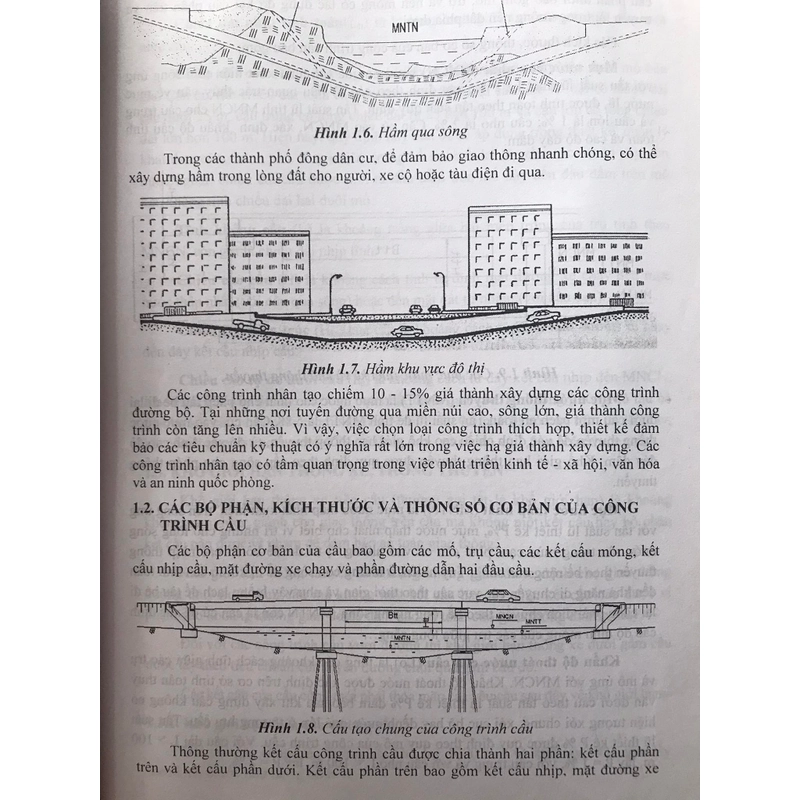 MNTN
Hình 1.6. Hầm qua sông
Trong các thành phố đông dân cư, để đảm bảo giao thông nhanh chóng, có thể
xây dựng hầm trong lòng đất cho người, xe cộ hoặc tàu điện đi qua.
Hình 1.7. Hầm khu vực đô thị
Các công trình nhân tạo chiếm 10 - 15% giá thành xây dựng các công trình
đường bộ. Tại những nơi tuyến đường qua miền núi cao, sông lớn, giá thành công
trình còn tăng lên nhiều. Vì vậy, việc chọn loại công trình thích hợp, thiết kế đảm
bảo các tiêu chuẩn kỹ thuật có ý nghĩa rất lớn trong việc hạ giá thành xây dựng. Các
công trình nhân tạo có tầm quan trọng trong việc phát triển kinh tế - xã hội, văn hóa
và an ninh quốc phòng.
1.2. CÁC BỘ PHẬN, KÍCH THƯỚC VÀ THÔNG SỐ CƠ BẢN CỦA CÔNG
TRÌNH CẦU
Các bộ phận cơ bản của cầu bao gồm các mố, trụ cầu, các kết cấu móng, kết
cấu nhịp cầu, mặt đường xe chạy và phần đường dẫn hai đầu cầu.
Btt
MNCN
MNTT
MNTN
Hình 1.8. Cấu tạo chung của công trình cầu
Thông thường kết cấu công trình cầu được chia thành hai phần: kết cấu phần
trên và kết cấu phần dưới. Kết cấu phần trên bao gồm kết cấu nhịp, mặt đường xe